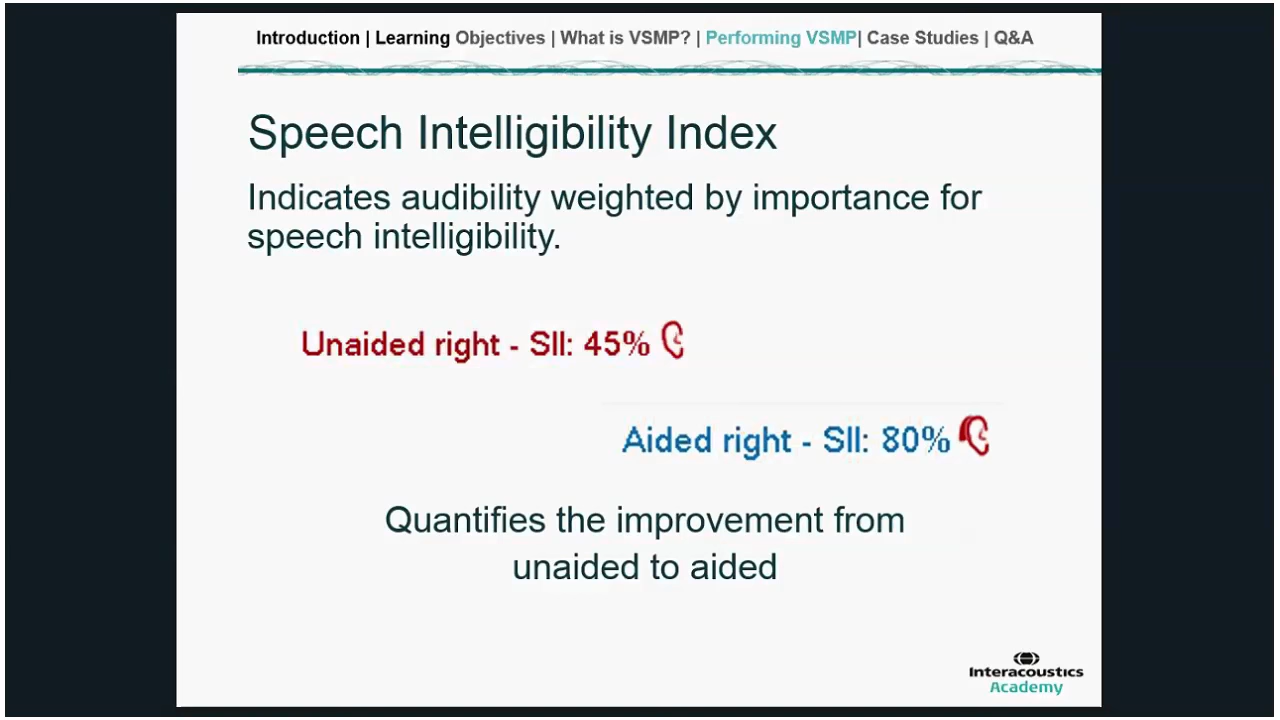 Introduction | Learning Objectives | What is VSMP? | Performing VSMP| Case Studies | Q&A
Speech Intelligibility Index
Indicates audibility weighted by importance for
speech intelligibility.
Unaided right - SII: 45%
Aided right - SII: 80%
Quantifies the improvement from
unaided to aided
Interacoustics
Academy